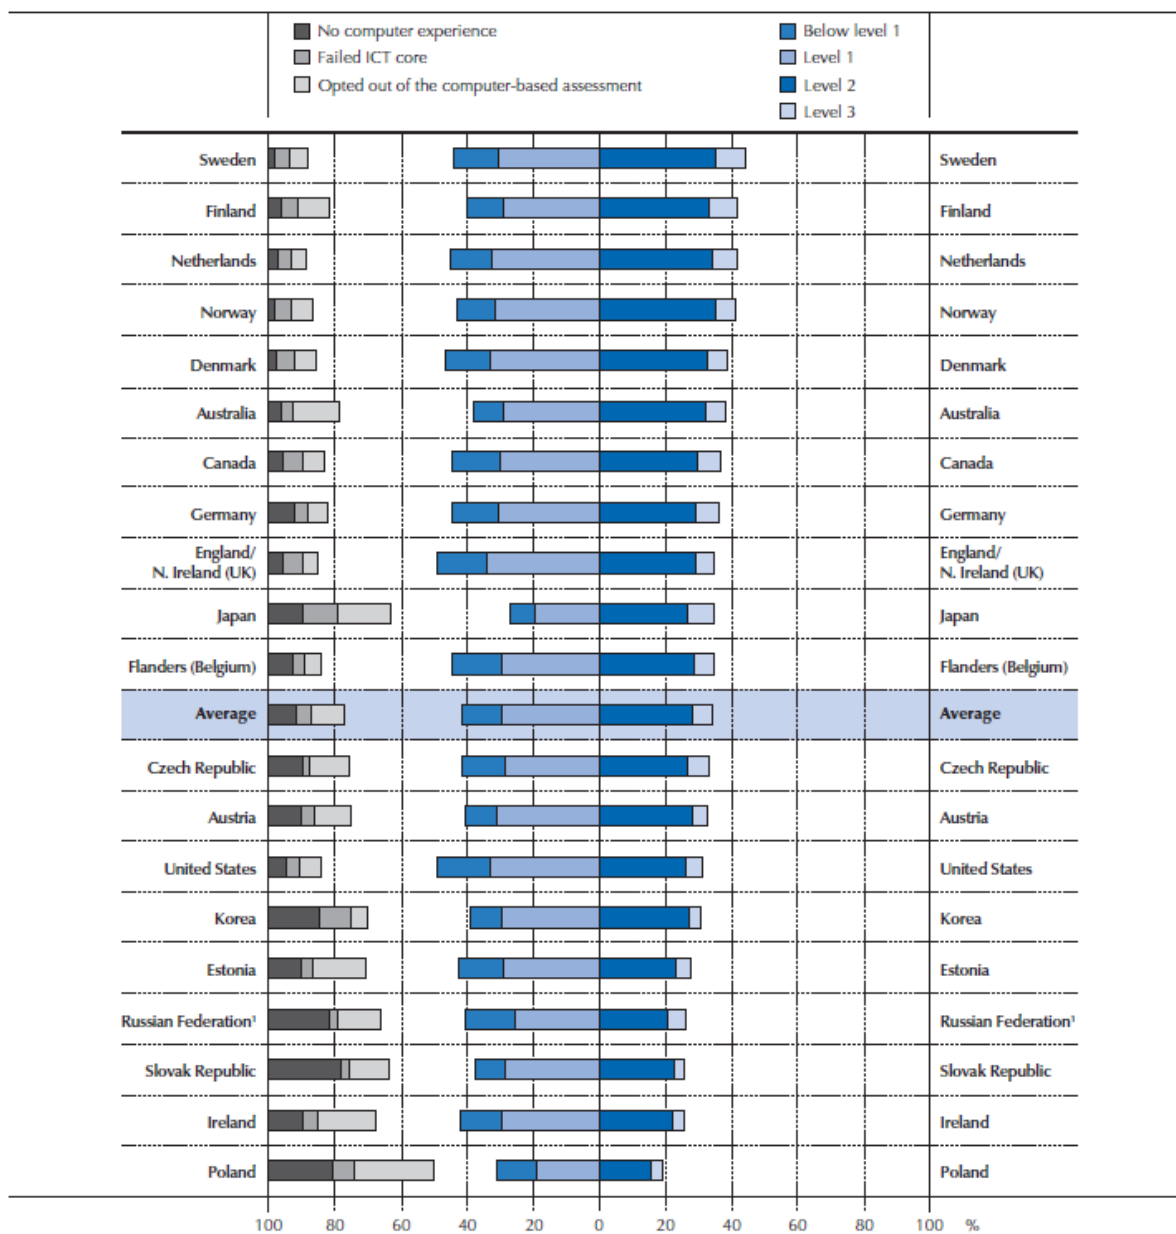 No computer experience
Failed ICT core
Opted out of the computer-based assessment
Below level 1
Level 1
Level 2
Level 3
Sweden Sweden
Finland Finland
Netherlands Netherlands
Norway Norway
Denmark Denmark
Australia Australia
Canada Canada
Germany Germany
England/ England/
N. Ireland (UK) N. Ireland (UK)
Japan Japan
Flanders (Belgium) Flanders (Belgium)
Average Average
Czech Republic Czech Republic
Austria Austria
United States United States
Korea Korea
Estonia Estonia
Russian Federation¹ Russian Federation¹
Slovak Republic Slovak Republic
Ireland Ireland
Poland Poland
100 80 60 40 20 0 20 40 60 80 100 %